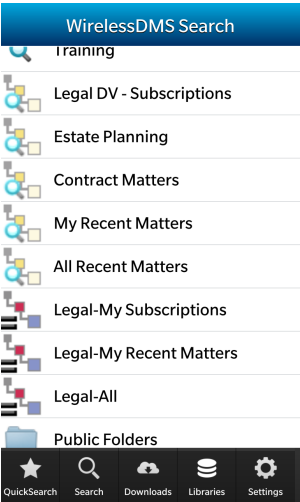 WirelessDMS Search
Training
Legal DV - Subscriptions
Estate Planning
Contract Matters
My Recent Matters
All Recent Matters
Legal-My Subscriptions
Legal-My Recent Matters
Legal-All
Public Folders
QuickSearch Search Downloads Libraries Settings